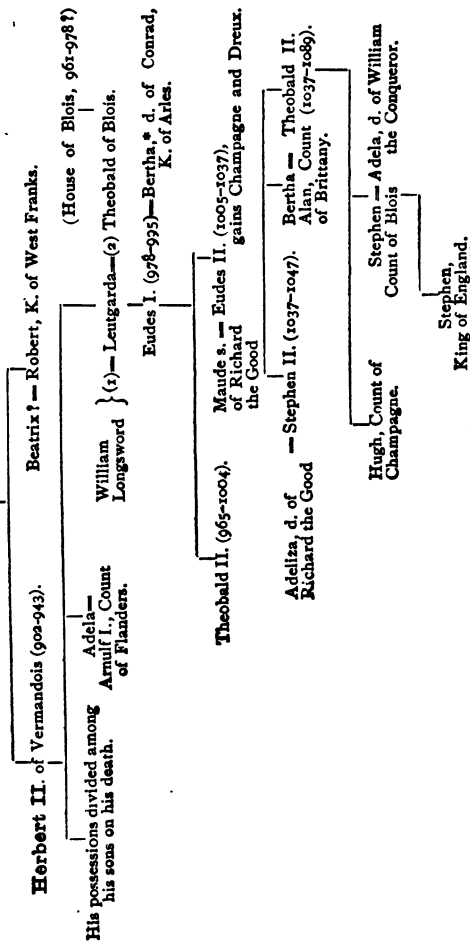 Herbert II. of Vermandois (902-943).
Beatrix? — Robert, K. of West Franks.
(House of Blois, 961-978?)
His possessions divided among
his sons on his death.
Adela—
Arnulf I., Count
of Flanders.
William
Longsword
}(1)— Leutgarda—(2) Theobald of Blois.
Eudes I. (978-995)—Bertha,* d. of Conrad,
K. of Arles.
Theobald II. (965-1004).
Maude s. — Eudes II. (1005-1037),
of Richard
the Good
gains Champagne and Dreux.
Adeliza, d. of
Richard the Good
— Stephen II. (1037-1047).
Bertha — Theobald II.
Alan, Count (1037-1089).
of Brittany.
Hugh, Count of
Champagne.
Stephen — Adela, d. of William
Count of Blois
the Conqueror.
Stephen,
King of England.